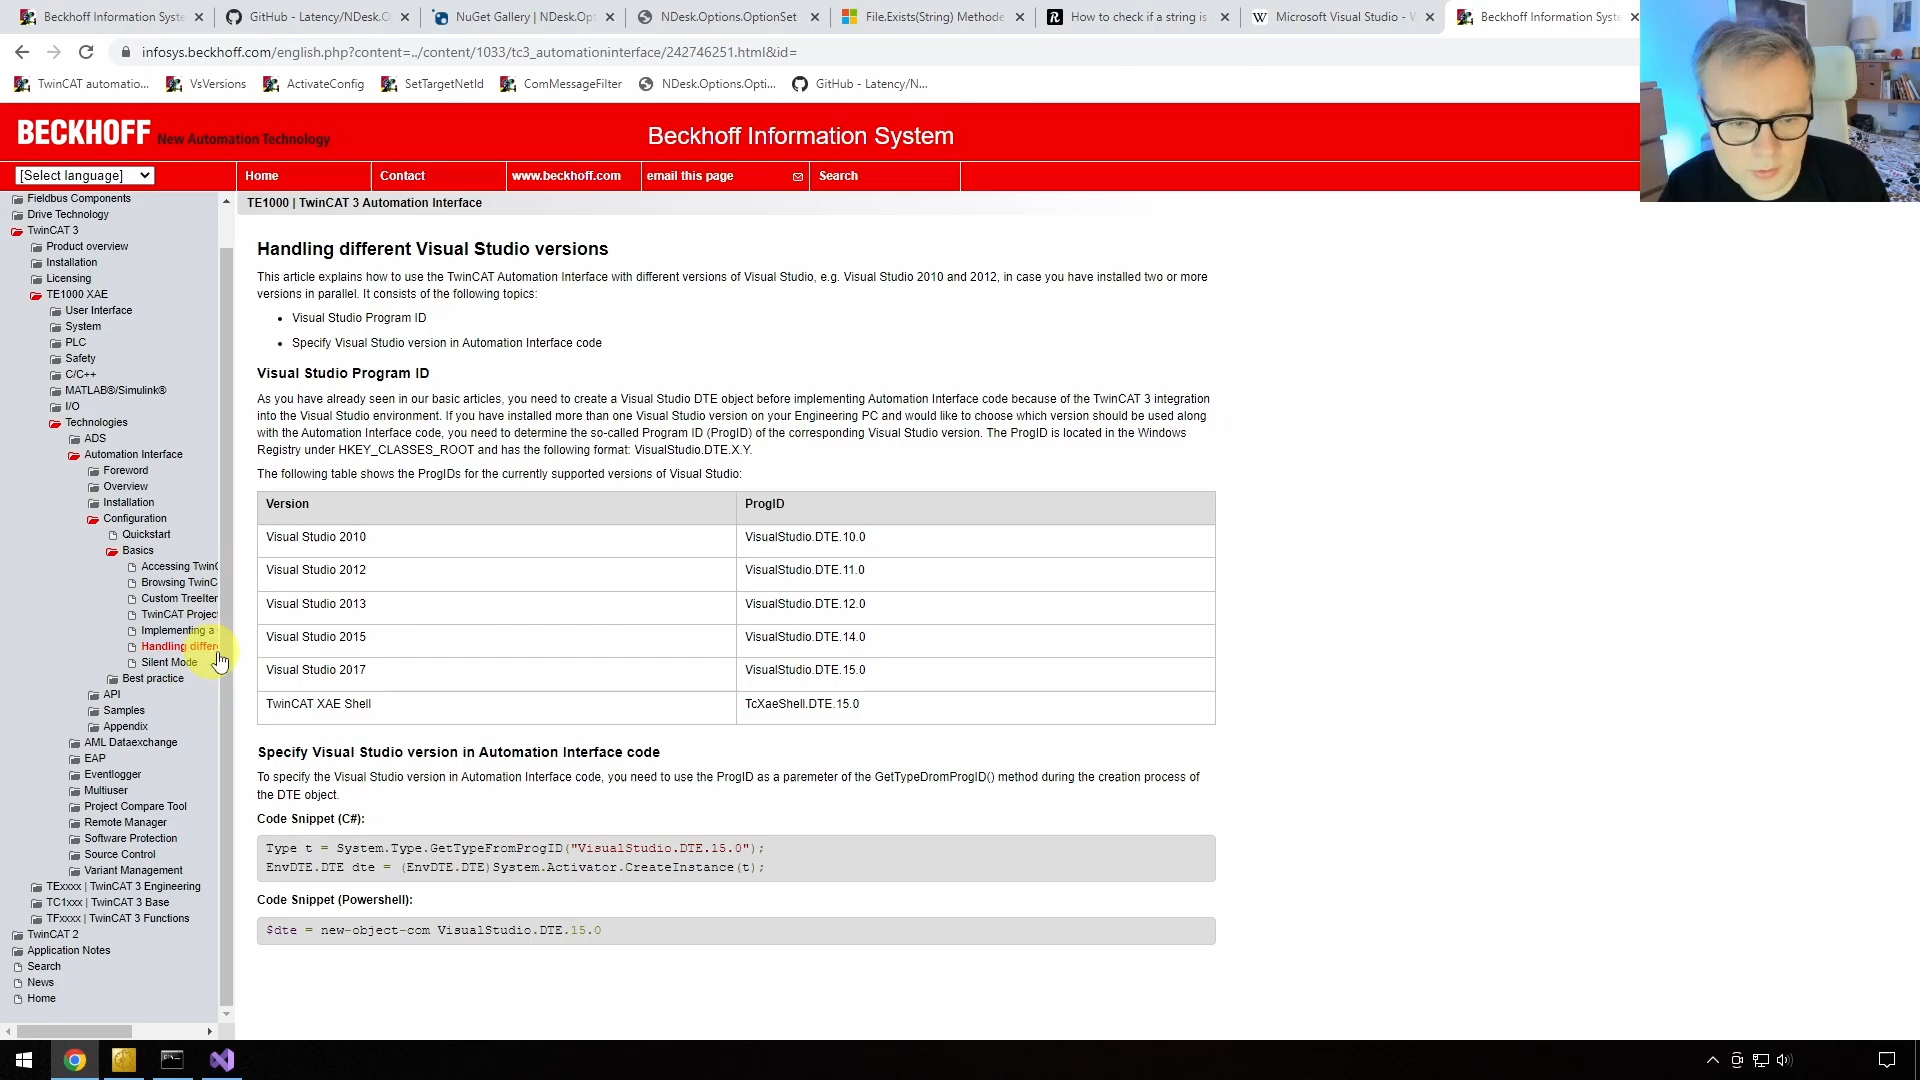 Beckhoff Information Syste
GitHub - Latency/NDesk.O
NuGet Gallery | NDesk.Opt
NDesk.Options.OptionSet
File.Exists(String) Methode
How to check if a string is
Microsoft Visual Studio - W
Beckhoff Information Syste
infosys.beckhoff.com/english.php?content=../content/1033/tc3_automationinterface/242746251.html&id=
TwinCAT automatio...
VsVersions
ActivateConfig
SetTargetNetId
ComMessageFilter
NDesk.Options.Opti...
GitHub - Latency/N...
BECKHOFF New Automation Technology
Beckhoff Information System
[Select language]
Home
Contact
www.beckhoff.com
email this page
Search
Fieldbus Components
Drive Technology
TwinCAT 3
Product overview
Installation
Licensing
TE1000 XAE
User Interface
System
PLC
Safety
C/C++
MATLAB®/Simulink®
I/O
Technologies
ADS
Automation Interface
Foreword
Overview
Installation
Configuration
Quickstart
Basics
Accessing TwinC
Browsing TwinC
Custom TreeIter
TwinCAT Projec
Implementing a
Handling differe
Silent Mode
Best practice
API
Samples
Appendix
AML Dataexchange
EAP
Eventlogger
Multiuser
Project Compare Tool
Remote Manager
Software Protection
Source Control
Variant Management
TExxxx | TwinCAT 3 Engineering
TC1xxx | TwinCAT 3 Base
TFxxxx | TwinCAT 3 Functions
TwinCAT 2
Application Notes
Search
News
Home
TE1000 | TwinCAT 3 Automation Interface
Handling different Visual Studio versions
This article explains how to use the TwinCAT Automation Interface with different versions of Visual Studio, e.g. Visual Studio 2010 and 2012, in case you have installed two or more
versions in parallel. It consists of the following topics:
• Visual Studio Program ID
• Specify Visual Studio version in Automation Interface code
Visual Studio Program ID
As you have already seen in our basic articles, you need to create a Visual Studio DTE object before implementing Automation Interface code because of the TwinCAT 3 integration
into the Visual Studio environment. If you have installed more than one Visual Studio version on your Engineering PC and would like to choose which version should be used along
with the Automation Interface code, you need to determine the so-called Program ID (ProgID) of the corresponding Visual Studio version. The ProgID is located in the Windows
Registry under HKEY_CLASSES_ROOT and has the following format: VisualStudio.DTE.X.Y.
The following table shows the ProgIDs for the currently supported versions of Visual Studio:
Version ProgID
Visual Studio 2010 VisualStudio.DTE.10.0
Visual Studio 2012 VisualStudio.DTE.11.0
Visual Studio 2013 VisualStudio.DTE.12.0
Visual Studio 2015 VisualStudio.DTE.14.0
Visual Studio 2017 VisualStudio.DTE.15.0
TwinCAT XAE Shell TcXaeShell.DTE.15.0
Specify Visual Studio version in Automation Interface code
To specify the Visual Studio version in Automation Interface code, you need to use the ProgID as a paremeter of the GetTypeDromProgID() method during the creation process of
the DTE object.
Code Snippet (C#):
Type t = System.Type.GetTypeFromProgID("VisualStudio.DTE.15.0");
EnvDTE.DTE dte = (EnvDTE.DTE)System.Activator.CreateInstance(t);
Code Snippet (Powershell):
$dte = new-object-com VisualStudio.DTE.15.0